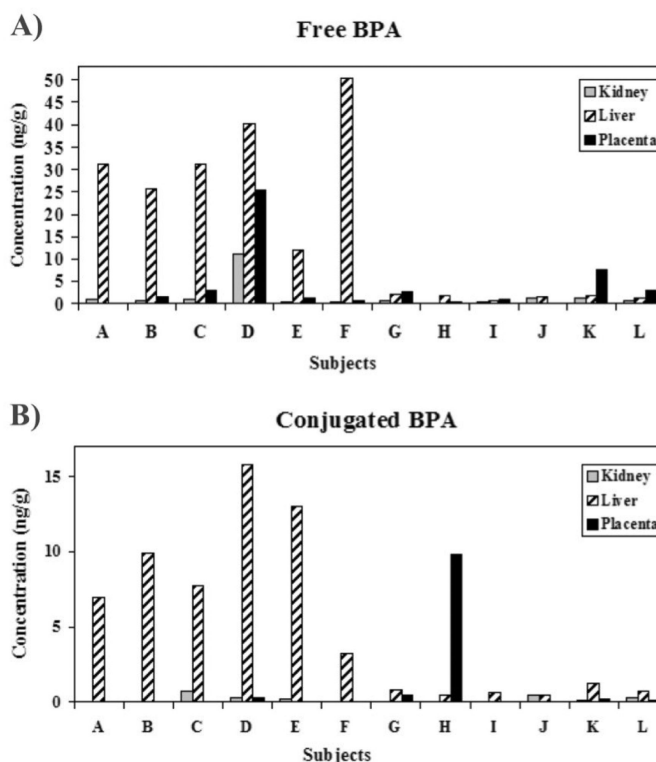 A)
Free BPA
Concentration (ng/g)
50
45
40
35
30
25
20
15
10
5
0
Kidney
Liver
Placenta
A B C D E F G H I J K L
Subjects
B)
Conjugated BPA
Concentration (ng/g)
15
10
5
0
Kidney
Liver
Placenta
A B C D E F G H I J K L
Subjects